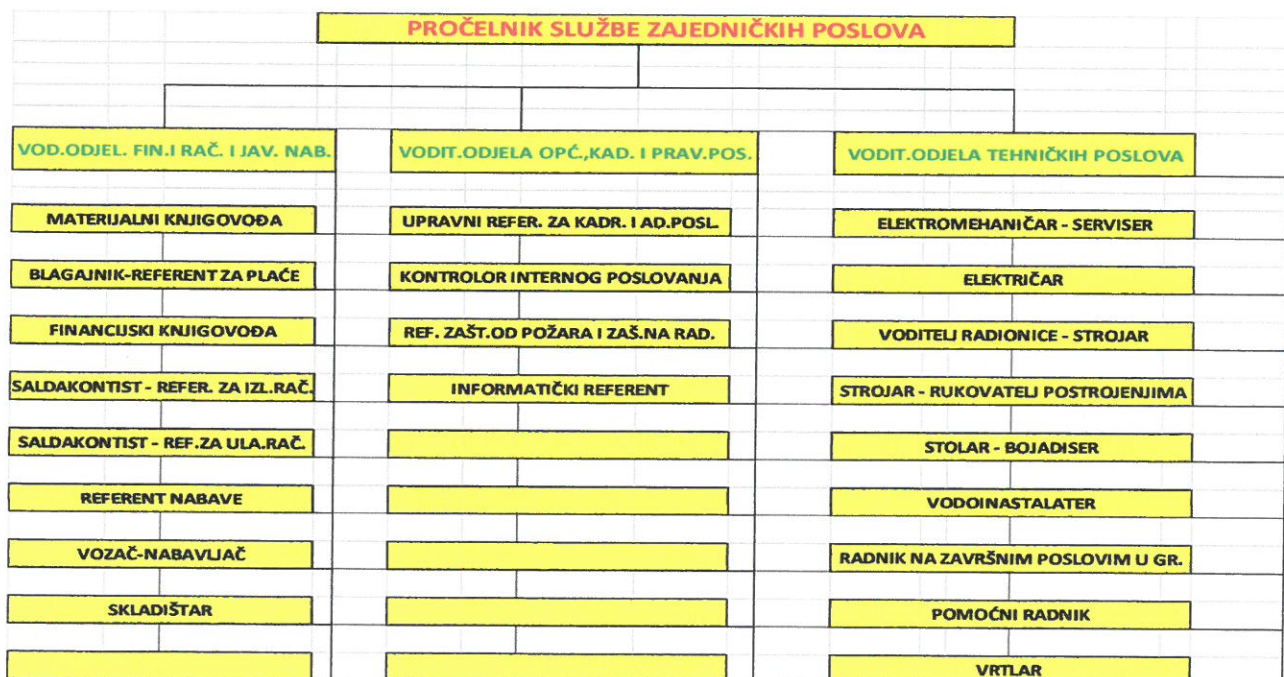 PROČELNIK SLUŽBE ZAJEDNIČKIH POSLOVA
VOD.ODJEL. FIN.I RAČ. I JAV. NAB.
MATERIJALNI KNJIGOVOĐA
BLAGAJNIK-REFERENT ZA PLAĆE
FINANCIJSKI KNJIGOVOĐA
SALDAKONTIST - REFER. ZA IZL.RAČ.
SALDAKONTIST - REF.ZA ULA.RAČ.
REFERENT NABAVE
VOZAČ-NABAVLJAČ
SKLADIŠTAR
VODIT.ODJELA OPĆ.,KAD. I PRAV.POS.
UPRAVNI REFER. ZA KADR. I AD.POSL.
KONTROLOR INTERNOG POSLOVANJA
REF. ZAŠT.OD POŽARA I ZAŠ.NA RAD.
INFORMATIČKI REFERENT
VODIT.ODJELA TEHNIČKIH POSLOVA
ELEKTROMEHANIČAR - SERVISER
ELEKTRIČAR
VODITELJ RADIONICE - STROJAR
STROJAR - RUKOVATELJ POSTROJENJIMA
STOLAR - BOJADISER
VODOINASTALATER
RADNIK NA ZAVRŠNIM POSLOVIM U GR.
POMOĆNI RADNIK
VRTLAR